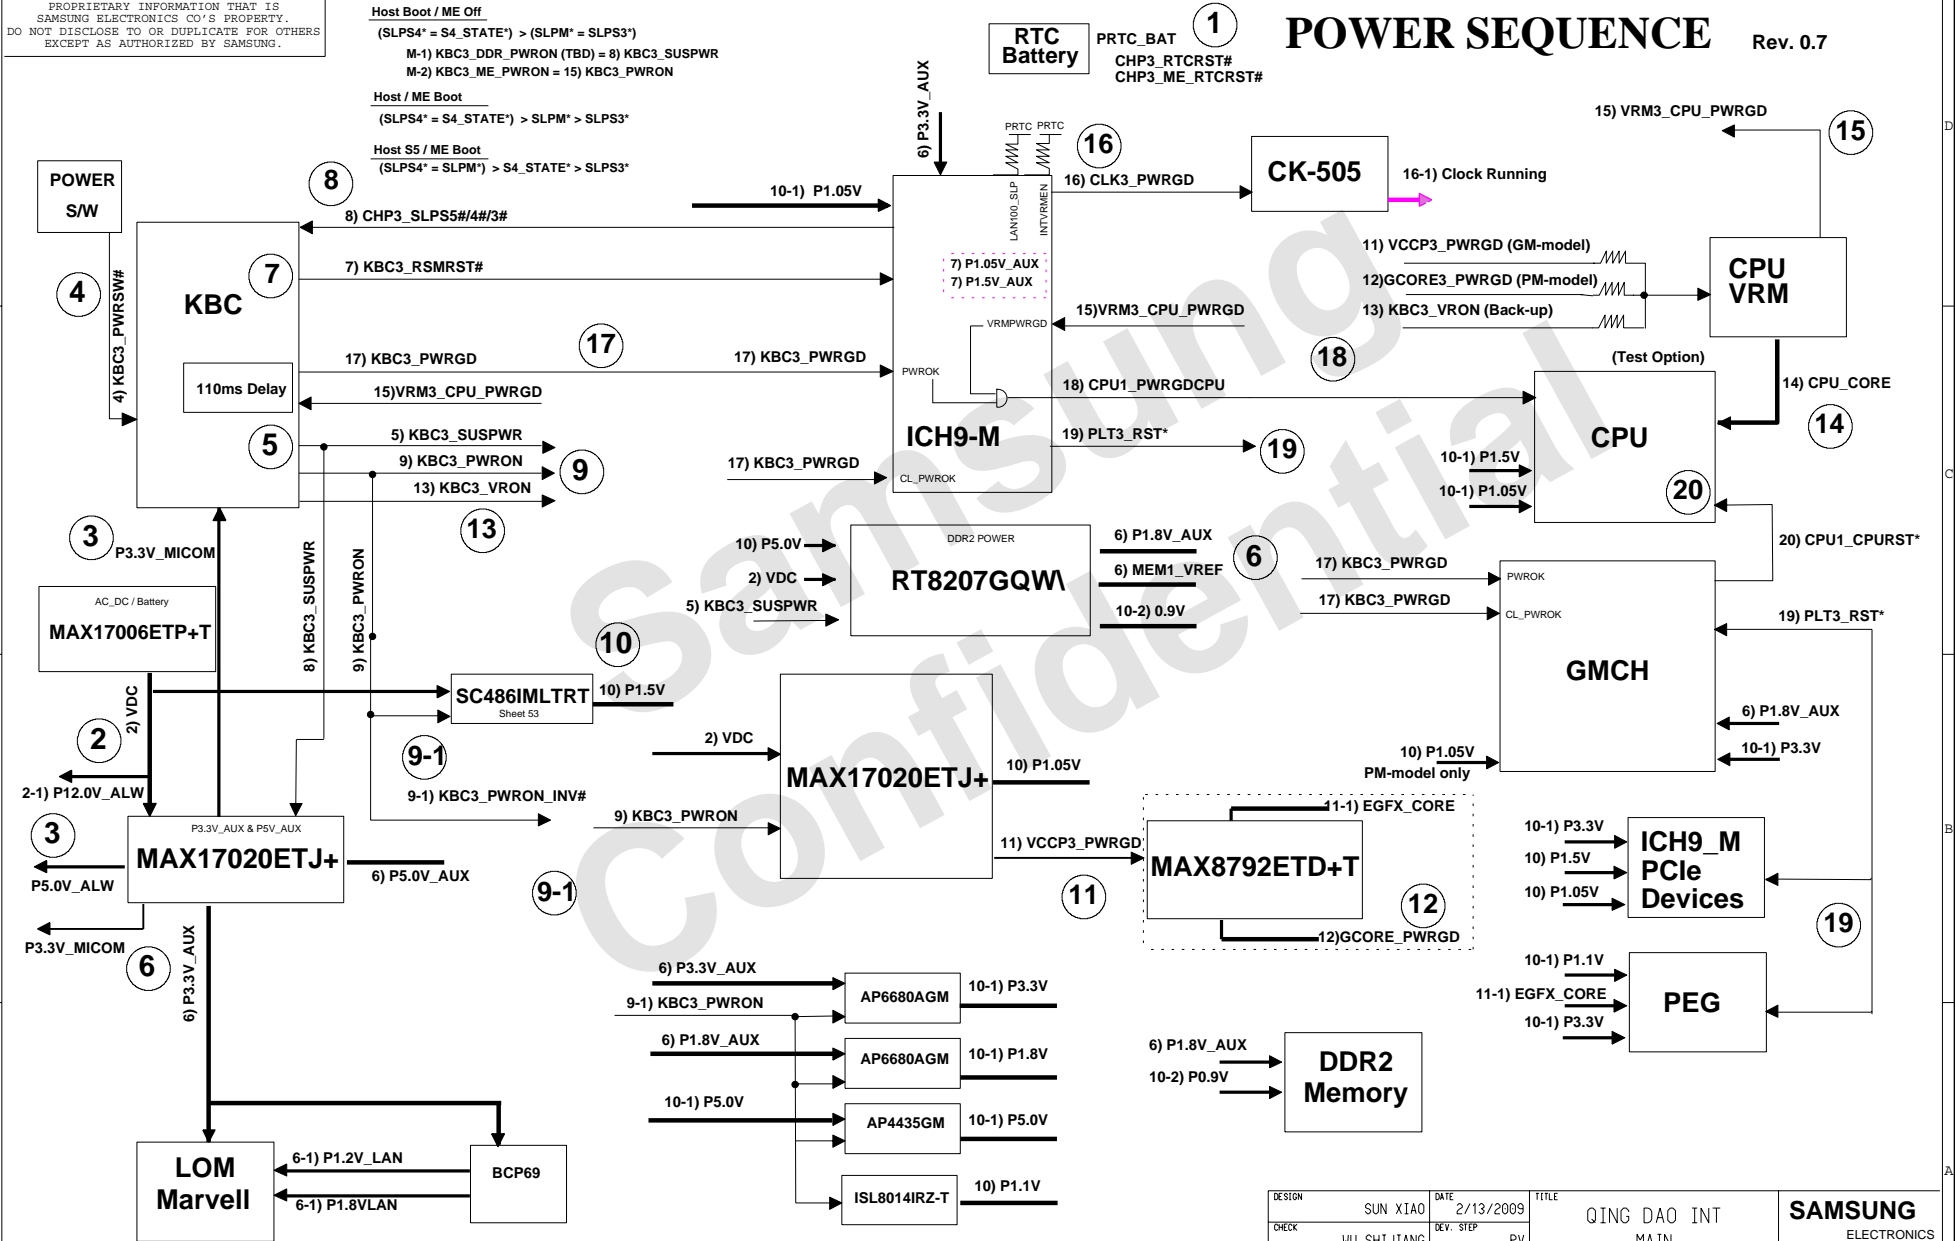 PROPRIETARY INFORMATION THAT IS
SAMSUNG ELECTRONICS CO'S PROPERTY.
DO NOT DISCLOSE TO OR DUPLICATE FOR OTHERS
EXCEPT AS AUTHORIZED BY SAMSUNG.
Host Boot / ME Off
(SLPS4* = S4_STATE*) > (SLPM* = SLPS3*)
M-1) KBC3_DDR_PWRON (TBD) = 8) KBC3_SUSPWR
M-2) KBC3_ME_PWRON = 15) KBC3_PWRON
Host / ME Boot
(SLPS4* = S4_STATE*) > SLPM* > SLPS3*
Host S5 / ME Boot
(SLPS4* = SLPM*) > S4_STATE* > SLPS3*
RTC
Battery
PRTC_BAT
1
CHP3_RTCRST#
CHP3_ME_RTCRST#
POWER SEQUENCE
Rev. 0.7
D
C
B
A
POWER
S/W
4
4) KBC3_PWRSW#
KBC
7
110ms Delay
5
8
8) CHP3_SLPS5#/4#/3#
7) KBC3_RSMRST#
17) KBC3_PWRGD
17
17) KBC3_PWRGD
15)VRM3_CPU_PWRGD
5) KBC3_SUSPWR
9) KBC3_PWRON
9
13) KBC3_VRON
13
10-1) P1.05V
6) P3.3V_AUX
PRTC
PRTC
LAN100_SLP
INTVRMEN
7) P1.05V_AUX
7) P1.5V_AUX
VRMPWRGD
PWROK
ICH9-M
CL_PWROK
17) KBC3_PWRGD
16
16) CLK3_PWRGD
CK-505
16-1) Clock Running
15)VRM3_CPU_PWRGD
18
18) CPU1_PWRGDCPU
19) PLT3_RST*
19
15) VRM3_CPU_PWRGD
15
11) VCCP3_PWRGD (GM-model)
12)GCORE3_PWRGD (PM-model)
13) KBC3_VRON (Back-up)
CPU
VRM
(Test Option)
14) CPU_CORE
14
CPU
20
10-1) P1.5V
10-1) P1.05V
20) CPU1_CPURST*
3
P3.3V_MICOM
AC_DC / Battery
MAX17006ETP+T
2) VDC
2
2-1) P12.0V_ALW
8) KBC3_SUSPWR
9) KBC3_PWRON
3
P3.3V_AUX & P5V_AUX
MAX17020ETJ+
P5.0V_ALW
P3.3V_MICOM
6) P5.0V_AUX
6
6) P3.3V_AUX
LOM
Marvell
6-1) P1.2V_LAN
6-1) P1.8VLAN
BCP69
DDR2 POWER
RT8207GQW\
10) P5.0V
2) VDC
5) KBC3_SUSPWR
6) P1.8V_AUX
6) MEM1_VREF
10-2) 0.9V
6
10
SC486IMLTRT
Sheet 53
10) P1.5V
9-1
9-1) KBC3_PWRON_INV#
9-1
2) VDC
9) KBC3_PWRON
MAX17020ETJ+
10) P1.05V
11) VCCP3_PWRGD
11
11-1) EGFX_CORE
MAX8792ETD+T
12
12)GCORE_PWRGD
17) KBC3_PWRGD
17) KBC3_PWRGD
PWROK
CL_PWROK
GMCH
19) PLT3_RST*
6) P1.8V_AUX
10-1) P3.3V
10) P1.05V
PM-model only
10-1) P3.3V
10) P1.5V
10) P1.05V
ICH9_M
PCIe
Devices
19
10-1) P1.1V
11-1) EGFX_CORE
10-1) P3.3V
PEG
6) P3.3V_AUX
9-1) KBC3_PWRON
AP6680AGM
10-1) P3.3V
6) P1.8V_AUX
AP6680AGM
10-1) P1.8V
10-1) P5.0V
AP4435GM
10-1) P5.0V
ISL8014IRZ-T
10) P1.1V
6) P1.8V_AUX
10-2) P0.9V
DDR2
Memory
Samsung
Confidential
DESIGN
SUN XIAO
DATE
2/13/2009
TITLE
QING DAO INT
MAIN
SAMSUNG
ELECTRONICS
CHECK
WU SHIJIANG
DEV. STEP
PV